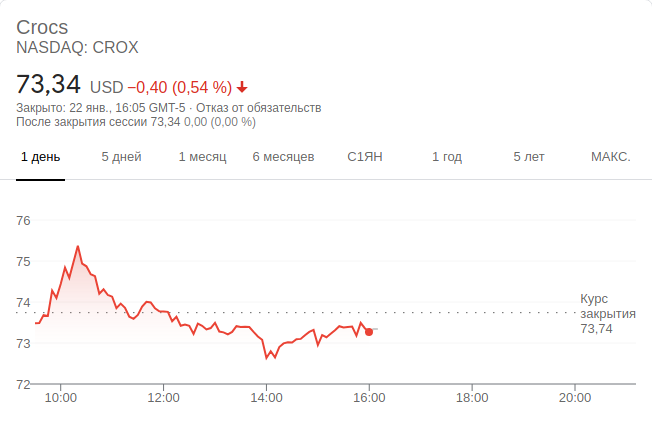 Crocs
NASDAQ: CROX
73,34 USD −0,40 (0,54 %)
Закрыто: 22 янв., 16:05 GMT-5 · Отказ от обязательств
После закрытия сессии 73,34 0,00 (0,00 %)
1 день 5 дней 1 месяц 6 месяцев С1ЯН 1 год 5 лет МАКС.
76
75
74
73
72
Курс
закрытия
73,74
10:00 12:00 14:00 16:00 18:00 20:00